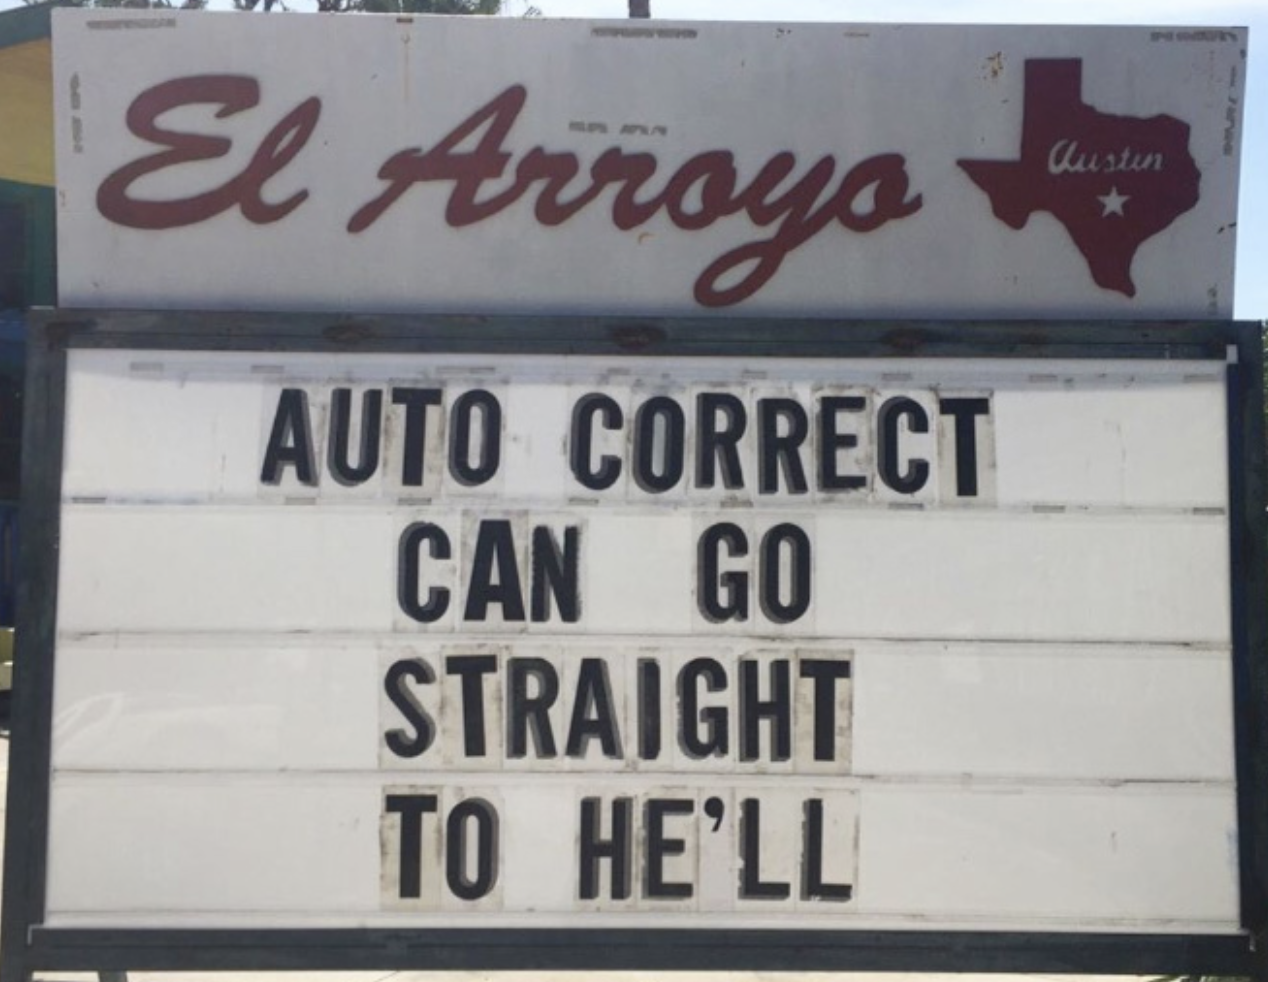 El Arroyo
Austin
AUTO CORRECT
CAN GO
STRAIGHT
TO HE'LL